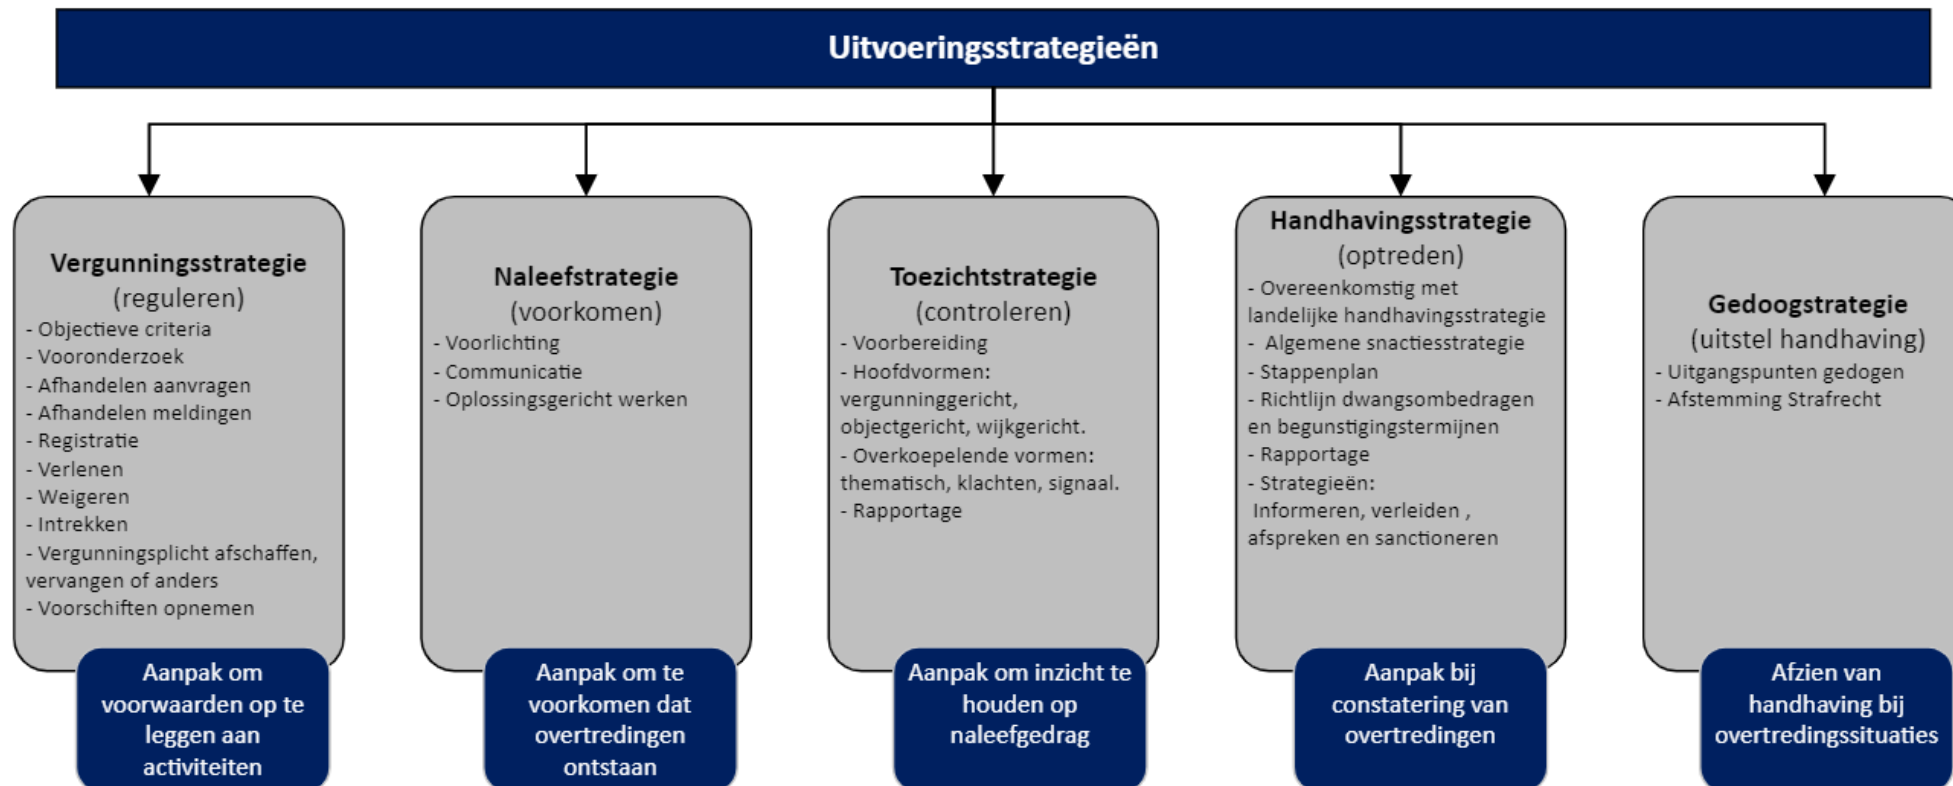 Uitvoeringsstrategieën
Vergunningsstrategie
(reguleren)
- Objectieve criteria
- Vooronderzoek
- Afhandelen aanvragen
- Afhandelen meldingen
- Registratie
- Verlenen
- Weigeren
- Intrekken
- Vergunningsplicht afschaffen,
vervangen of anders
- Voorschiften opnemen
Aanpak om
voorwaarden op te
leggen aan
activiteiten
Naleefstrategie
(voorkomen)
- Voorlichting
- Communicatie
- Oplossingsgericht werken
Aanpak om te
voorkomen dat
overtredingen
ontstaan
Toezichtstrategie
(controleren)
- Voorbereiding
- Hoofdvormen:
vergunninggericht,
objectgericht, wijkgericht.
- Overkoepelende vormen:
thematisch, klachten, signaal.
- Rapportage
Aanpak om inzicht te
houden op
naleefgedrag
Handhavingsstrategie
(optreden)
- Overeenkomstig met
landelijke handhavingsstrategie
- Algemene snactiesstrategie
- Stappenplan
- Richtlijn dwangsombedragen
en begunstigingstermijnen
- Rapportage
- Strategieën:
Informeren, verleiden ,
afspreken en sanctioneren
Aanpak bij
constatering van
overtredingen
Gedoogstrategie
(uitstel handhaving)
- Uitgangspunten gedogen
- Afstemming Strafrecht
Afzien van
handhaving bij
overtredingssituaties